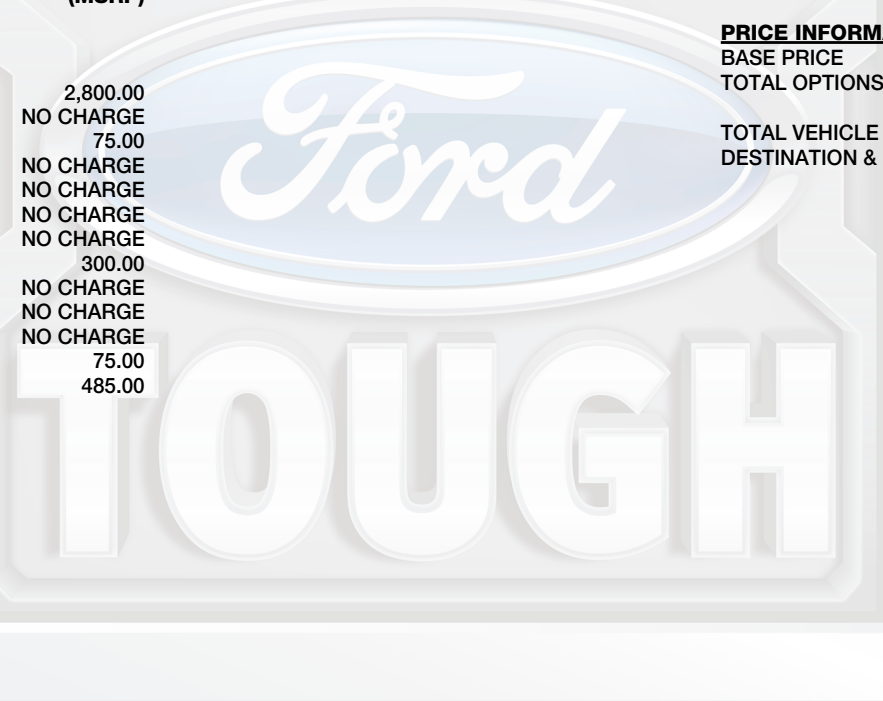 (MSRP)
2,800.00
NO CHARGE
75.00
NO CHARGE
NO CHARGE
NO CHARGE
NO CHARGE
300.00
NO CHARGE
NO CHARGE
NO CHARGE
75.00
485.00
PRICE INFORMA
BASE PRICE
TOTAL OPTIONS
TOTAL VEHICLE
DESTINATION &
Ford
TOUGH